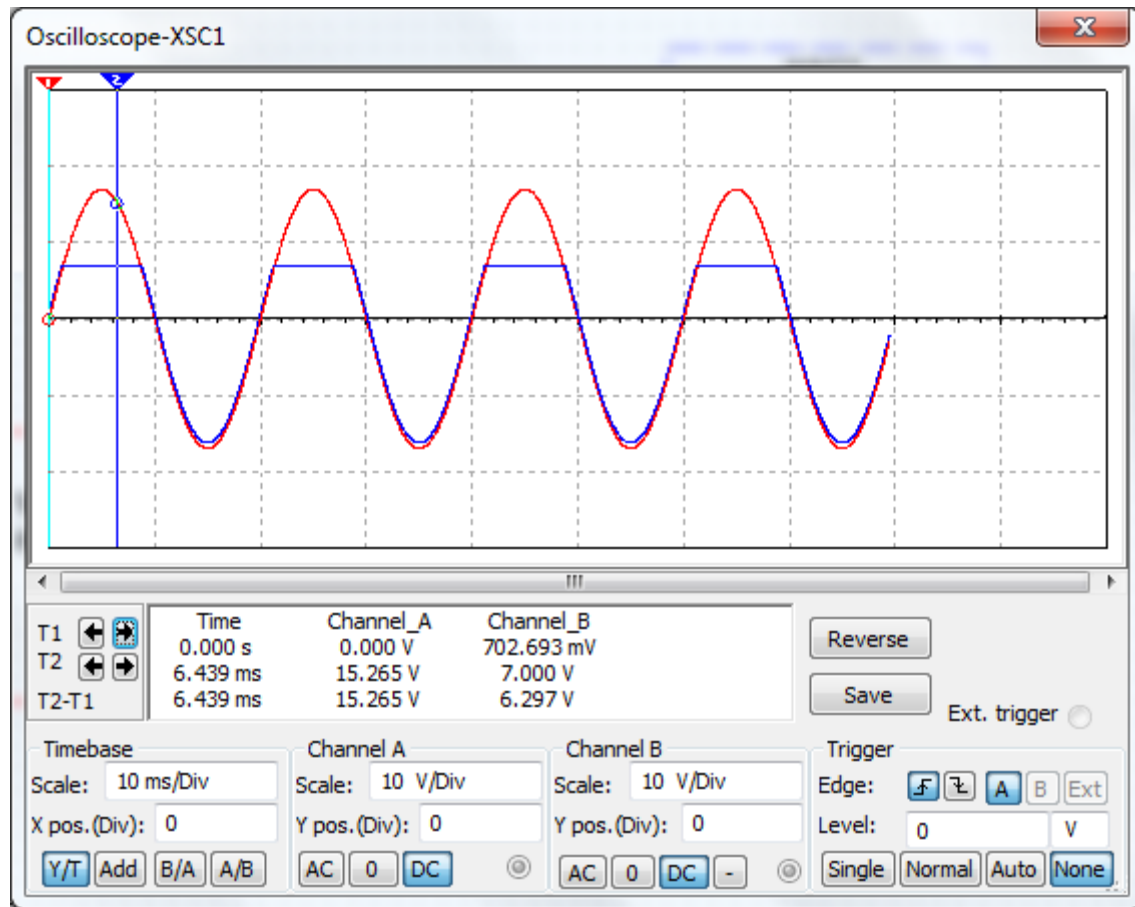 Oscilloscope-XSC1
X
1 2
T1
T2
T2-T1
Time Channel_A Channel_B
0.000 s 0.000 V 702.693 mV
6.439 ms 15.265 V 7.000 V
6.439 ms 15.265 V 6.297 V
Reverse
Save
Ext. trigger
Timebase
Scale: 10 ms/Div
X pos.(Div): 0
Y/T Add B/A A/B
Channel A
Scale: 10 V/Div
Y pos.(Div): 0
AC 0 DC
Channel B
Scale: 10 V/Div
Y pos.(Div): 0
AC 0 DC -
Trigger
Edge: A B Ext
Level: 0 V
Single Normal Auto None